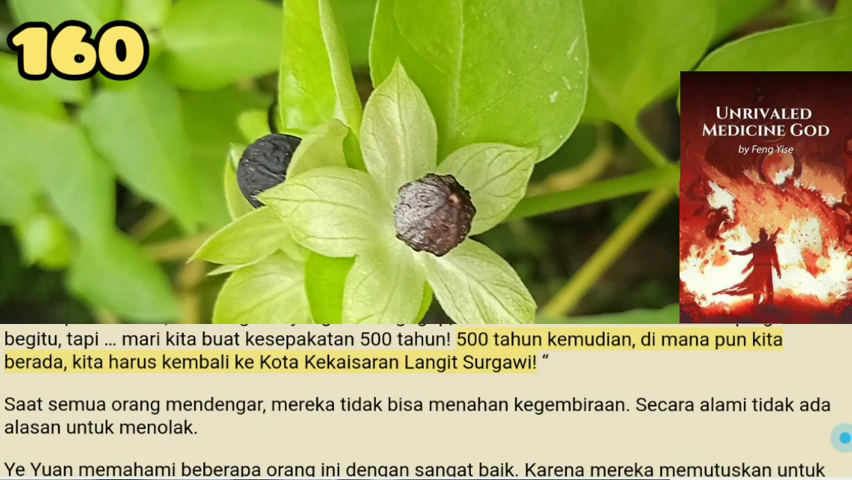 160
UNRIVALED
MEDICINE GOD
by Feng Yise
begitu, tapi ... mari kita buat kesepakatan 500 tahun! 500 tahun kemudian, di mana pun kita
berada, kita harus kembali ke Kota Kekaisaran Langit Surgawi! “
Saat semua orang mendengar, mereka tidak bisa menahan kegembiraan. Secara alami tidak ada
alasan untuk menolak.
Ye Yuan memahami beberapa orang ini dengan sangat baik. Karena mereka memutuskan untuk